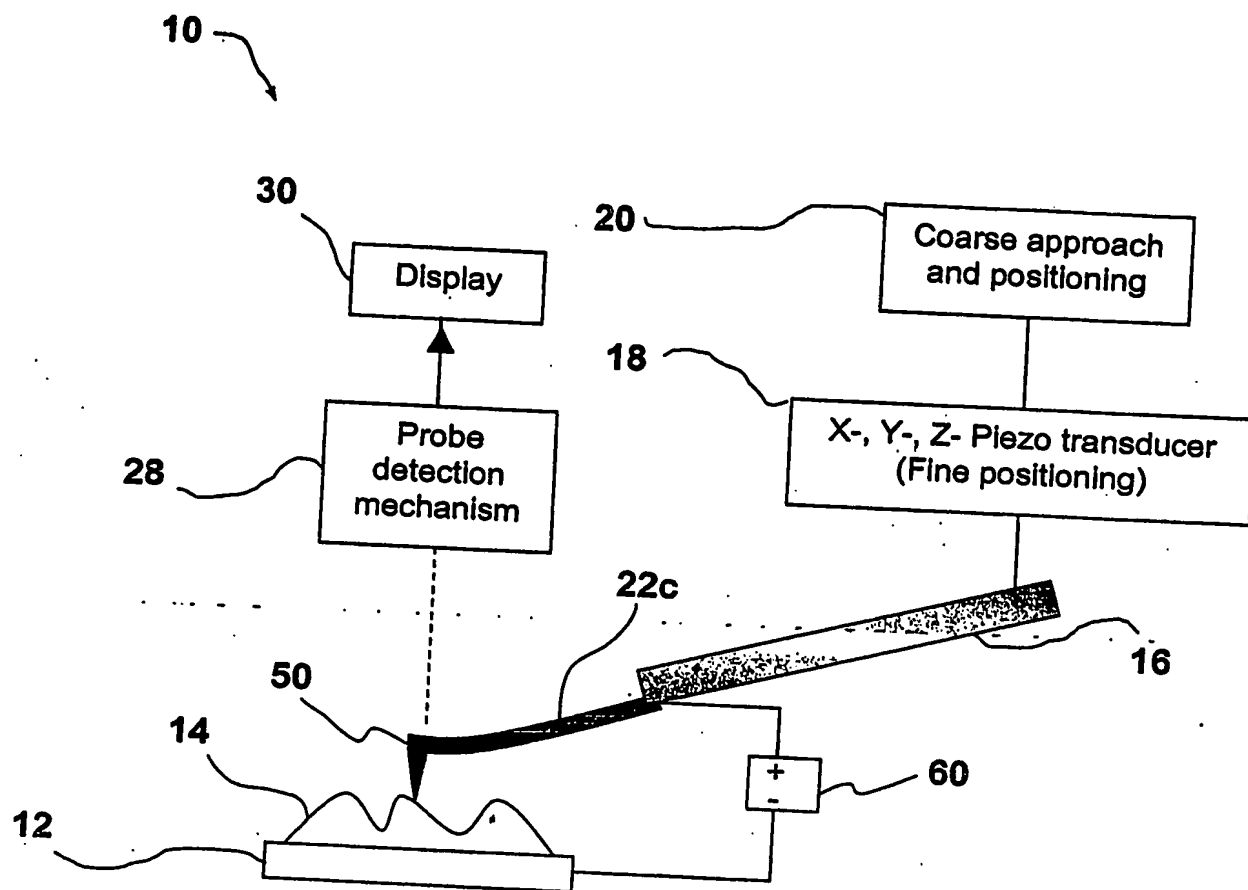 10
30
Display
20
Coarse approach
and positioning
18
X-, Y-, Z- Piezo transducer
(Fine positioning)
28
Probe
detection
mechanism
22c
16
50
14
12
+
-
60